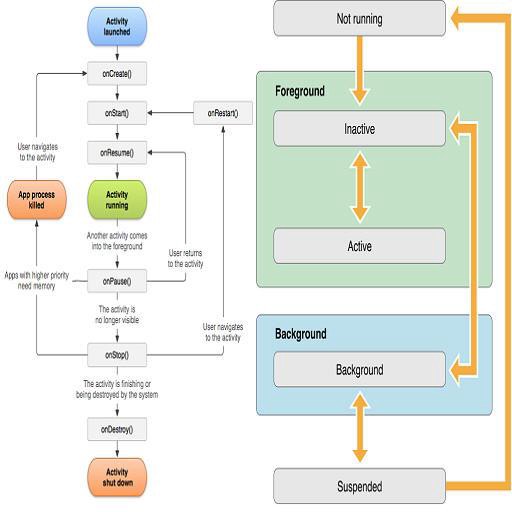 Activity
launched
onCreate()
onStart()
onRestart()
onResume()
User navigates
to the activity
App process
killed
Activity
running
Another activity comes
into the foreground
User returns
to the activity
Apps with higher priority
need memory
onPause()
The activity is
no longer visible
User navigates
to the activity
onStop()
The activity is finishing or
being destroyed by the system
onDestroy()
Activity
shut down
Not running
Foreground
Inactive
Active
Background
Background
Suspended